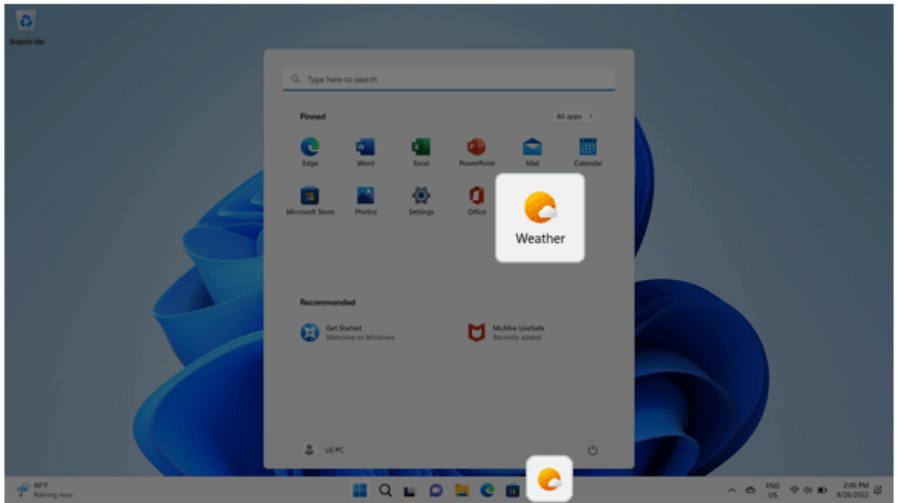 Recycle Bin
Type here to search
Pinned
All apps >
Edge
Word
Excel
PowerPoint
Mail
Calendar
Microsoft Store
Photos
Settings
Office
Weather
Recommended
Get Started
Welcome to Windows
McAfee LiveSafe
Recently added
LG PC
Raining now
ENG
US
2:06 PM
8/26/2022